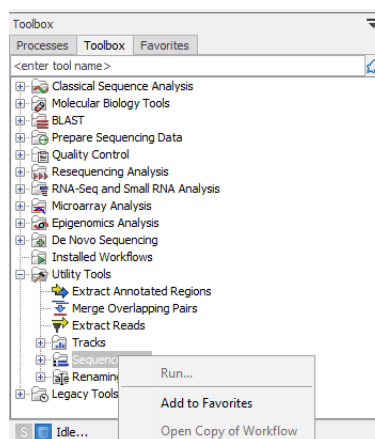 Toolbox
Processes Toolbox Favorites
<enter tool name>
Classical Sequence Analysis
Molecular Biology Tools
BLAST
Prepare Sequencing Data
Quality Control
Resequencing Analysis
RNA-Seq and Small RNA Analysis
Microarray Analysis
Epigenomics Analysis
De Novo Sequencing
Installed Workflows
Utility Tools
Extract Annotated Regions
Merge Overlapping Pairs
Extract Reads
Tracks
Sequence
Run...
Renaming
Add to Favorites
Legacy Tools
Open Copy of Workflow
S Idle...